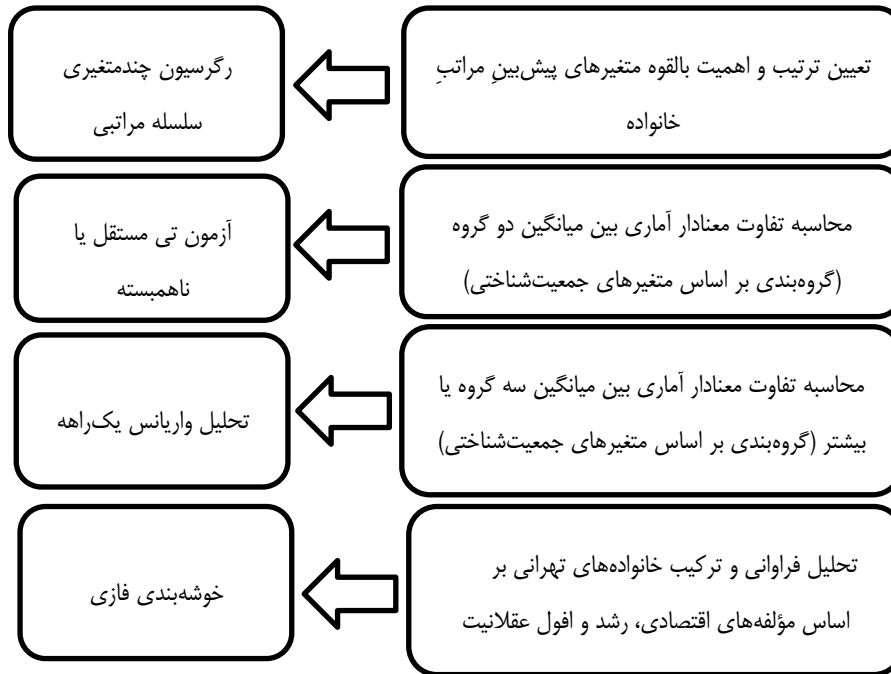 تعیین ترتیب و اهمیت بالقوه متغیرهای پیش‌بینِ مراتبِ
خانواده
رگرسیون چندمتغیری
سلسله مراتبی
محاسبه تفاوت معنادار آماری بین میانگین دو گروه
(گروه‌بندی بر اساس متغیرهای جمعیت‌شناختی)
آزمون تی مستقل یا
ناهمبسته
محاسبه تفاوت معنادار آماری بین میانگین سه گروه یا
بیشتر (گروه‌بندی بر اساس متغیرهای جمعیت‌شناختی)
تحلیل واریانس یک‌راهه
تحلیل فراوانی و ترکیب خانواده‌های تهرانی بر
اساس مؤلفه‌های اقتصادی، رشد و افول عقلانیت
خوشه‌بندی فازی